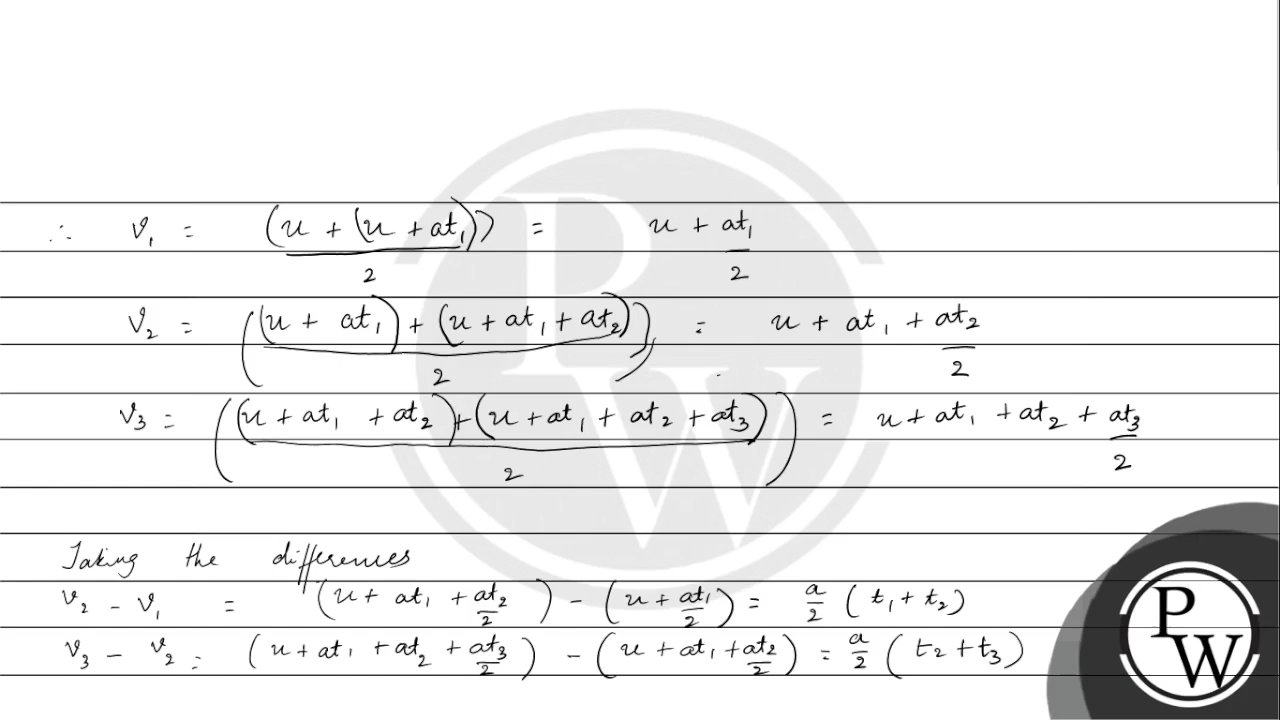 ∴ v₁ = (u + (u + at₁))/2 = u + at₁/2
v₂ = ((u + at₁) + (u + at₁ + at₂))/2 = u + at₁ + at₂/2
v₃ = ((u + at₁ + at₂) + (u + at₁ + at₂ + at₃))/2 = u + at₁ + at₂ + at₃/2
Taking the differences
v₂ - v₁ = (u + at₁ + at₂/2) - (u + at₁/2) = a/2 (t₁ + t₂)
v₃ - v₂ = (u + at₁ + at₂ + at₃/2) - (u + at₁ + at₂/2) = a/2 (t₂ + t₃)
PW
PW